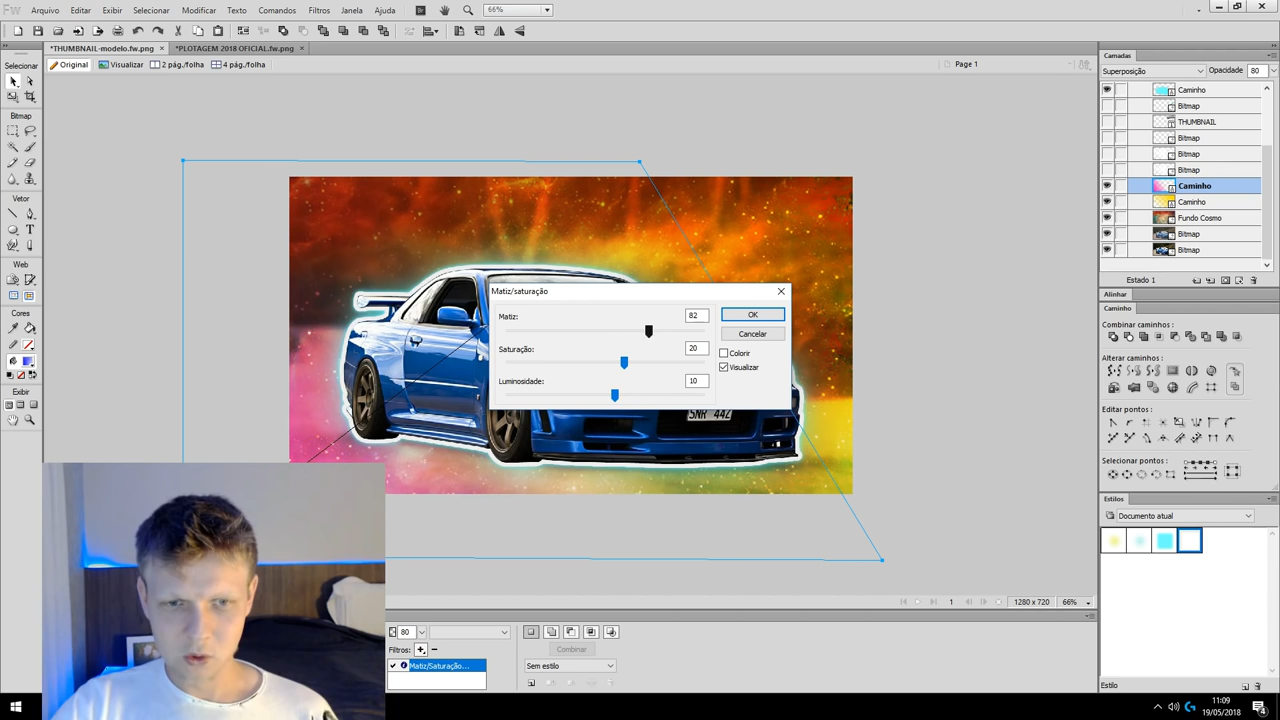 Fw Arquivo Editar Exibir Selecionar Modificar Texto Comandos Filtros Janela Ajuda Br 66%
*THUMBNAIL-modelo.fw.png × *PLOTAGEM 2018 OFICIAL.fw.png ×
Original Visualizar 2 pág./folha 4 pág./folha Page 1
Selecionar
Bitmap
Vetor
Web
Cores
Exibir
Camadas
Superposição Opacidade 80
Caminho
Bitmap
THUMBNAIL
Bitmap
Bitmap
Bitmap
Caminho
Caminho
Fundo Cosmo
Bitmap
Bitmap
Estado 1
Alinhar
Caminho
Combinar caminhos :
Alterar caminhos :
Editar pontos :
Selecionar pontos :
Estilos
Documento atual
Estilo
Matiz/saturação
Matiz: 82 OK
Cancelar
Saturação: 20
Colorir
Visualizar
Luminosidade: 10
SNR 442
1 1280 x 720 66%
80
Filtros: + −
Combinar
Matiz/Saturação...
Sem estilo
11:09
19/05/2018
4